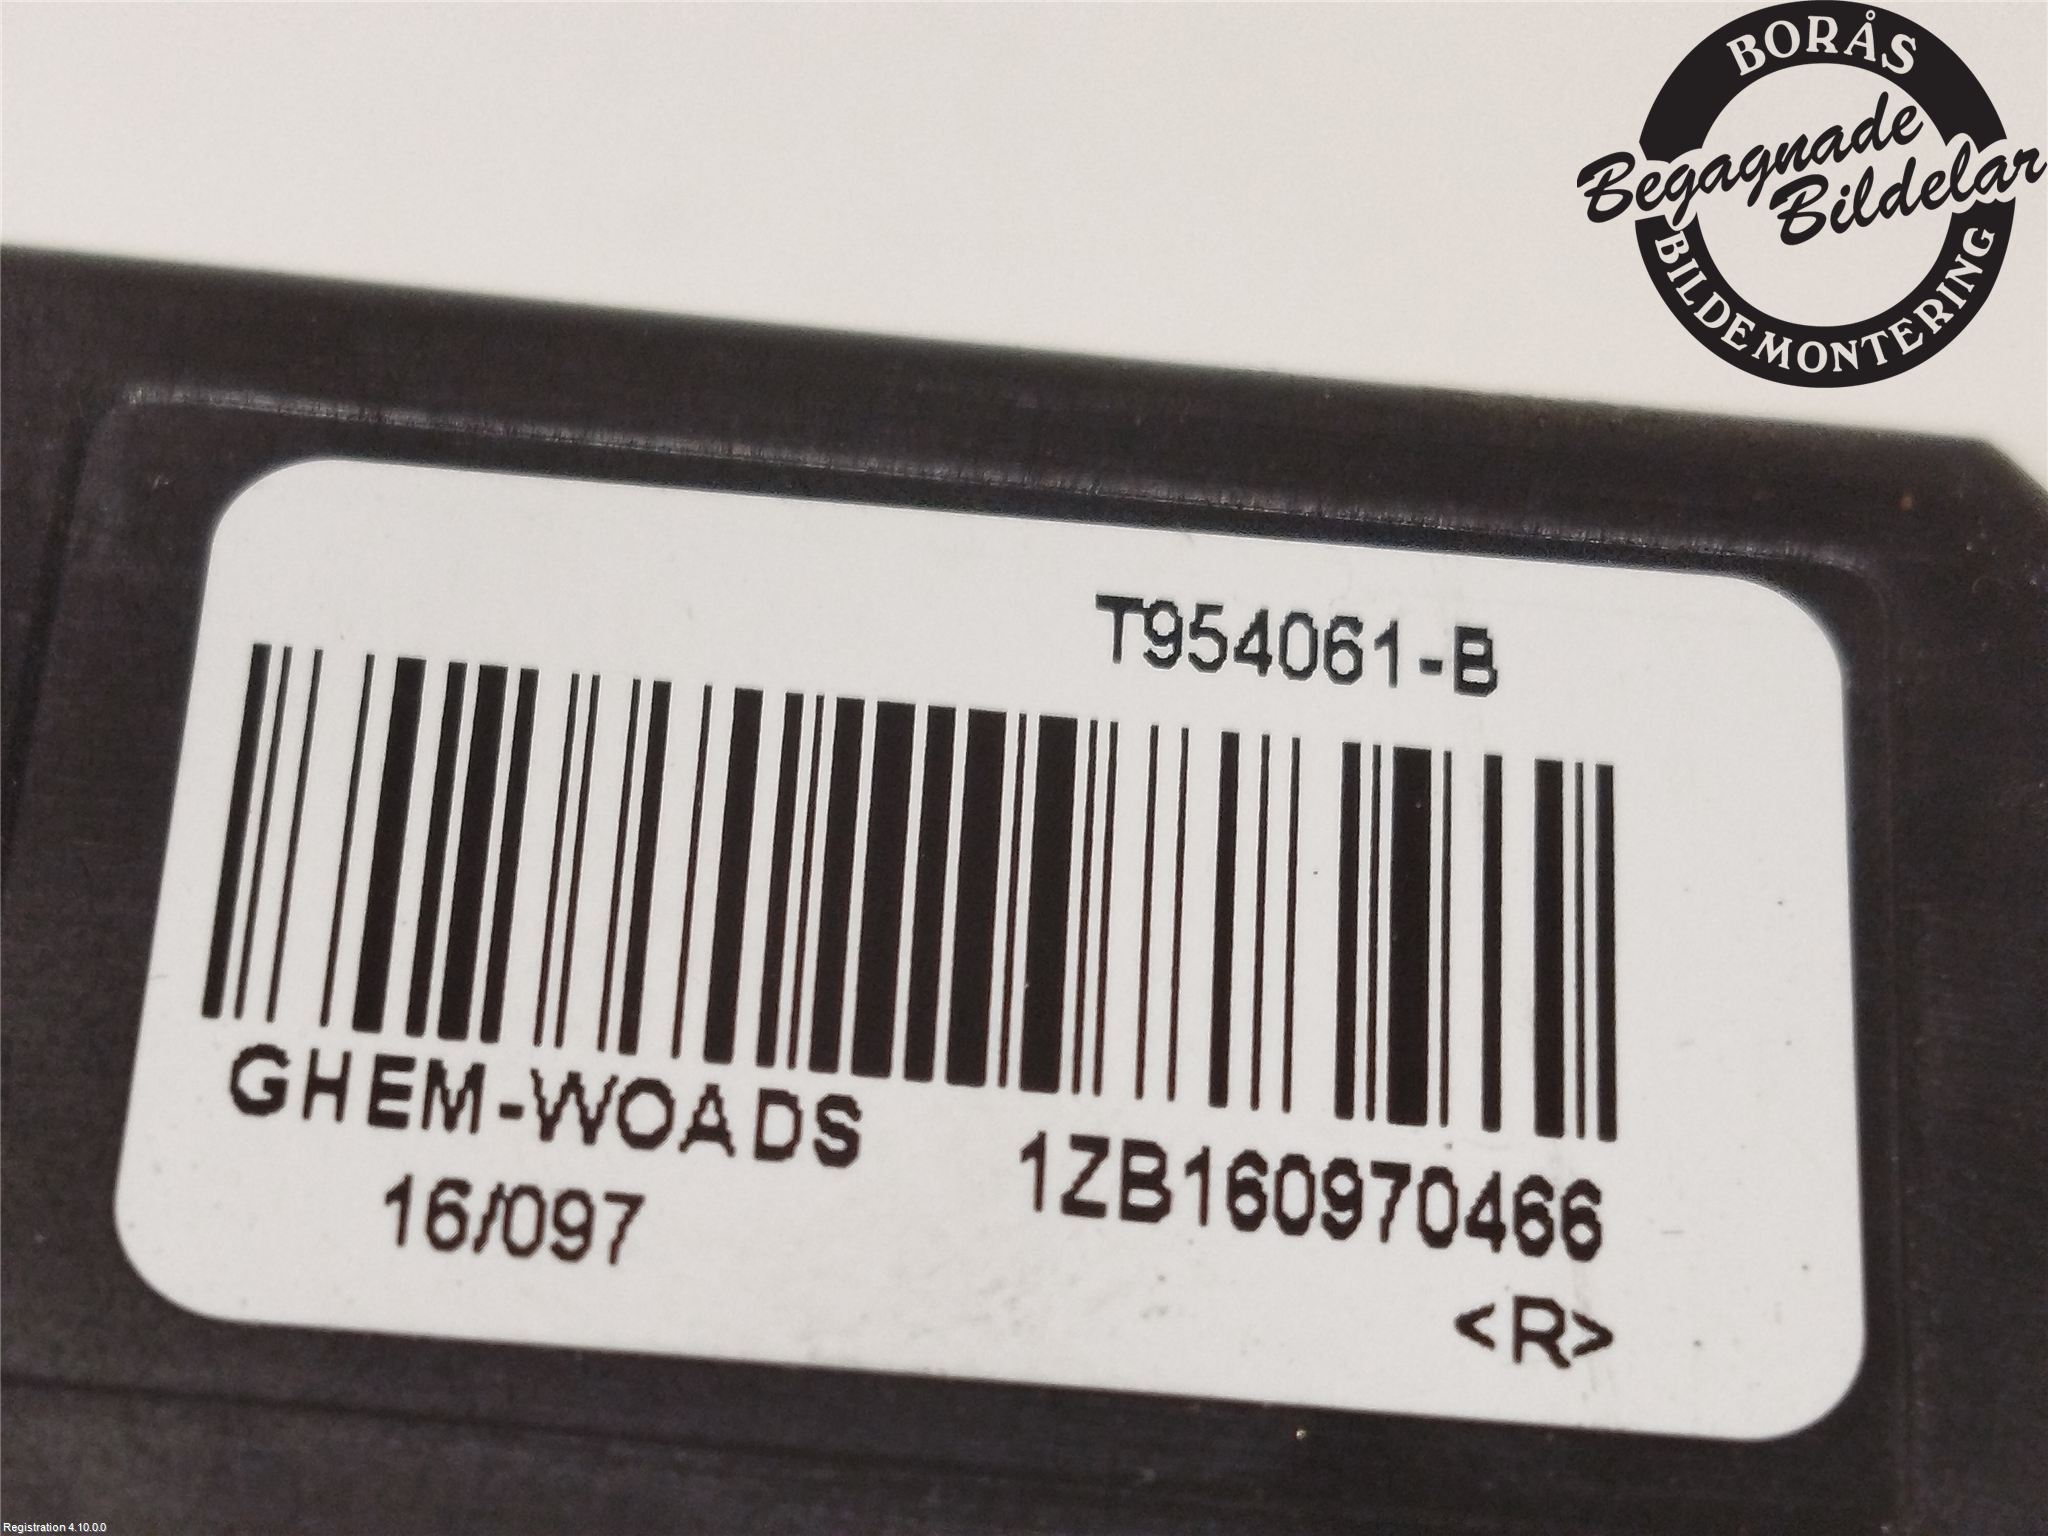 BORÅS
Begagnade
Bildelar
BILDEMONTERING
T954061-B
GHEM-WOADS
1ZB160970466
16/097
<R>
Registration 4.10.0.0